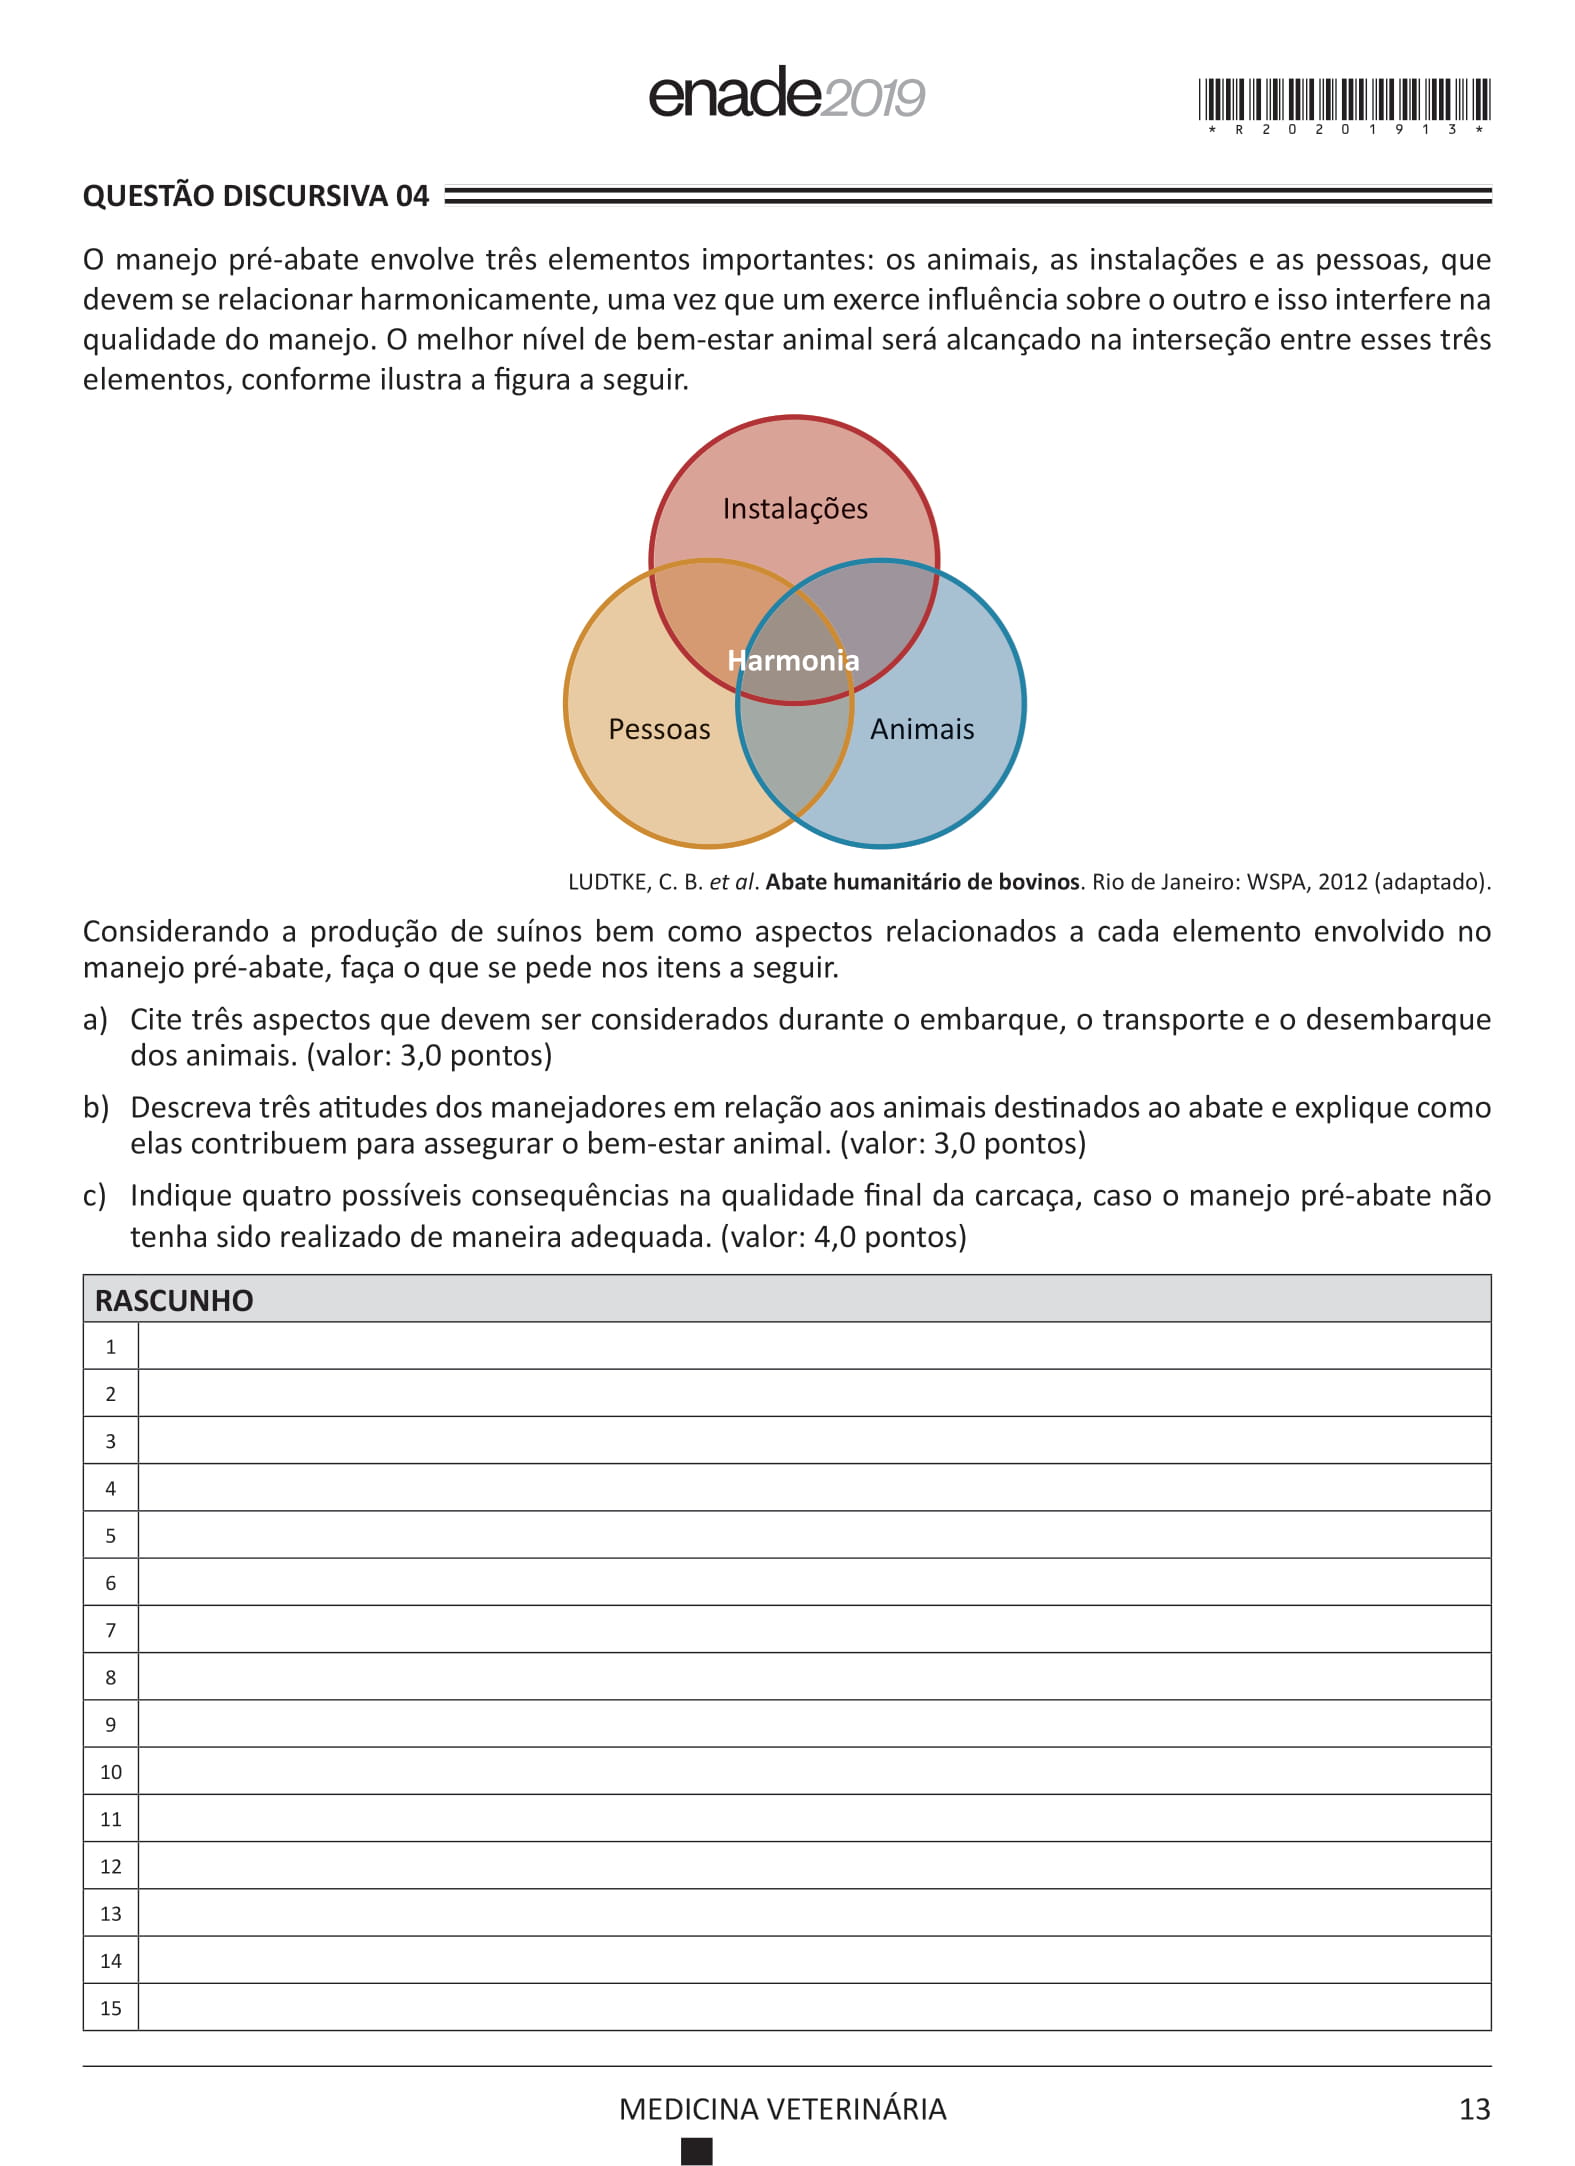 enade2019
*R20201913*
QUESTÃO DISCURSIVA 04
O manejo pré-abate envolve três elementos importantes: os animais, as instalações e as pessoas, que
devem se relacionar harmonicamente, uma vez que um exerce influência sobre o outro e isso interfere na
qualidade do manejo. O melhor nível de bem-estar animal será alcançado na interseção entre esses três
elementos, conforme ilustra a figura a seguir.
Instalações
Harmonia
Pessoas
Animais
LUDTKE, C. B. et al. Abate humanitário de bovinos. Rio de Janeiro: WSPA, 2012 (adaptado).
Considerando a produção de suínos bem como aspectos relacionados a cada elemento envolvido no
manejo pré-abate, faça o que se pede nos itens a seguir.
a) Cite três aspectos que devem ser considerados durante o embarque, o transporte e o desembarque
dos animais. (valor: 3,0 pontos)
b) Descreva três atitudes dos manejadores em relação aos animais destinados ao abate e explique como
elas contribuem para assegurar o bem-estar animal. (valor: 3,0 pontos)
c) Indique quatro possíveis consequências na qualidade final da carcaça, caso o manejo pré-abate não
tenha sido realizado de maneira adequada. (valor: 4,0 pontos)
RASCUNHO
1
2
3
4
5
6
7
8
9
10
11
12
13
14
15
MEDICINA VETERINÁRIA
13